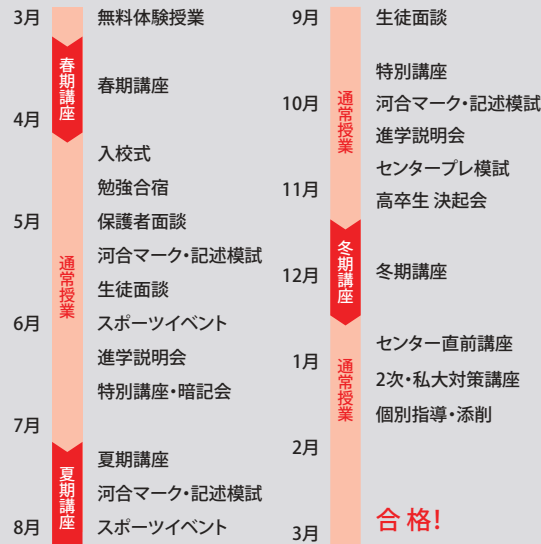 3月
無料体験授業
春期講座
春期講座
4月
入校式
勉強合宿
5月
保護者面談
河合マーク・記述模試
通常授業
生徒面談
6月
スポーツイベント
進学説明会
特別講座・暗記会
7月
夏期講座
夏期講座
河合マーク・記述模試
8月
スポーツイベント
9月
生徒面談
特別講座
10月
通常授業
河合マーク・記述模試
進学説明会
センタープレ模試
11月
高卒生 決起会
冬期講座
12月
冬期講座
センター直前講座
1月
通常授業
2次・私大対策講座
個別指導・添削
2月
3月
合格!